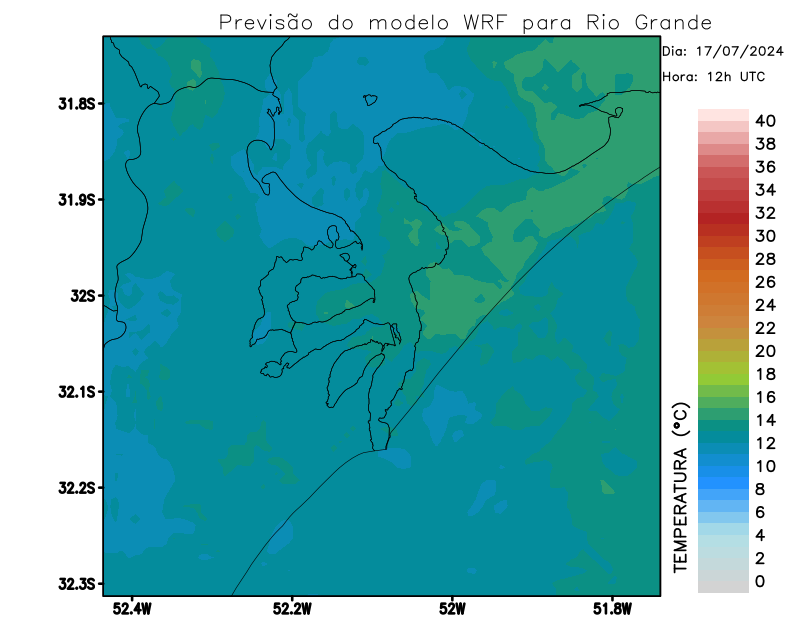 Previsão do modelo WRF para Rio Grande
Dia: 17/07/2024
Hora: 12h UTC
31.8S
31.9S
32S
32.1S
32.2S
32.3S
52.4W
52.2W
52W
51.8W
TEMPERATURA (°C)
40
38
36
34
32
30
28
26
24
22
20
18
16
14
12
10
8
6
4
2
0